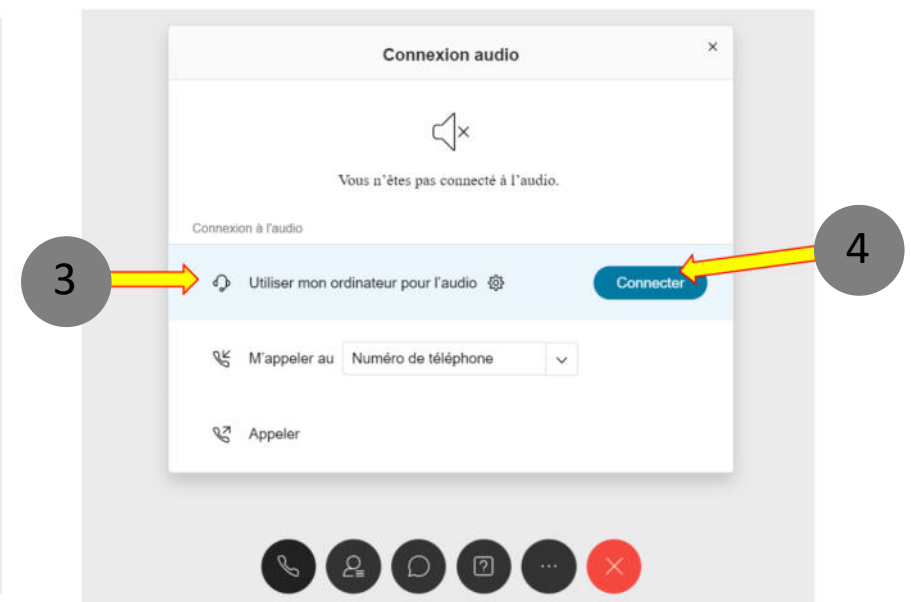 Connexion audio
Vous n'êtes pas connecté à l'audio.
Connexion à l'audio
3
Utiliser mon ordinateur pour l'audio
Connecter
4
M'appeler au
Numéro de téléphone
Appeler